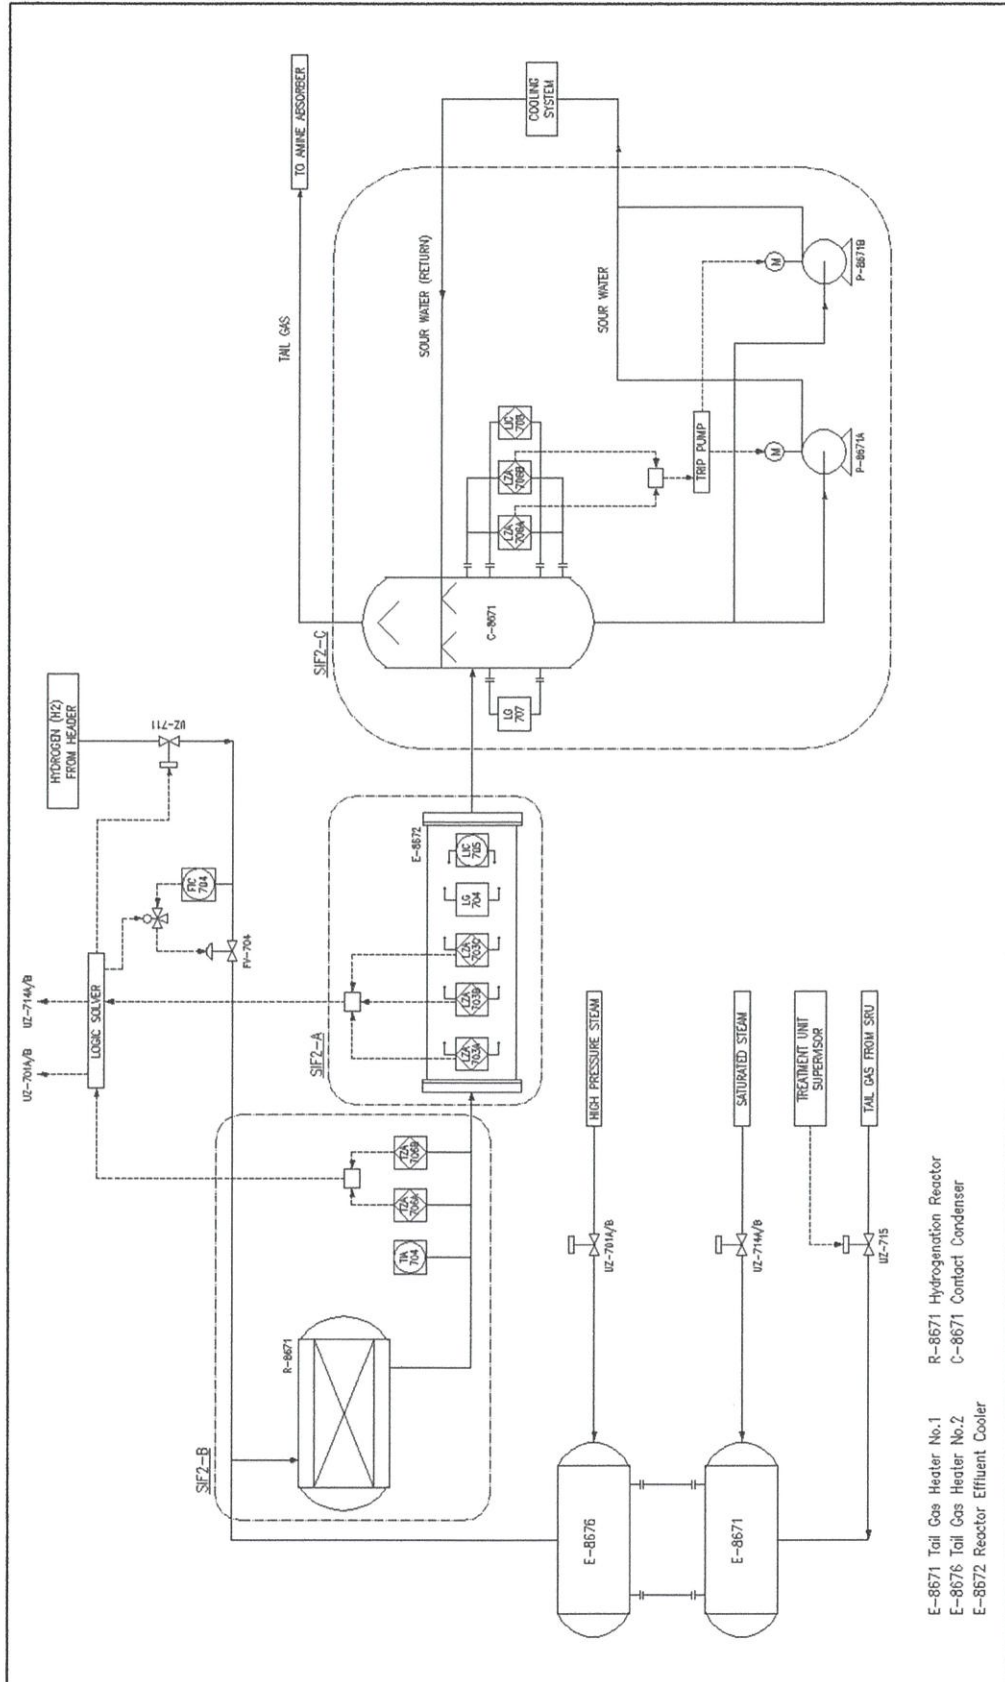 HYDROGEN (H2)
FROM HEADER
UZ-711
UZ-701A/B
UZ-714A/B
LOGIC SOLVER
FIC
704
FV-704
TAIL GAS
TO AMINE ABSORBER
SIF2-B
R-8671
TIA
704
TZA
706A
TZA
706B
SIF2-A
E-8672
LZA
703A
LZA
703B
LZA
703C
LG
704
LIC
705
SIF2-C
C-8671
LG
707
LZA
706A
LZA
706B
LIC
708
SOUR WATER (RETURN)
COOLING
SYSTEM
SOUR WATER
TRIP PUMP
M
P-8671A
M
P-8671B
E-8676
E-8671
HIGH PRESSURE STEAM
UZ-701A/B
SATURATED STEAM
UZ-714A/B
TREATMENT UNIT
SUPERVISOR
TAIL GAS FROM SRU
UZ-715
E-8671 Tail Gas Heater No.1
E-8676 Tail Gas Heater No.2
E-8672 Reactor Effluent Cooler
R-8671 Hydrogenation Reactor
C-8671 Contact Condenser